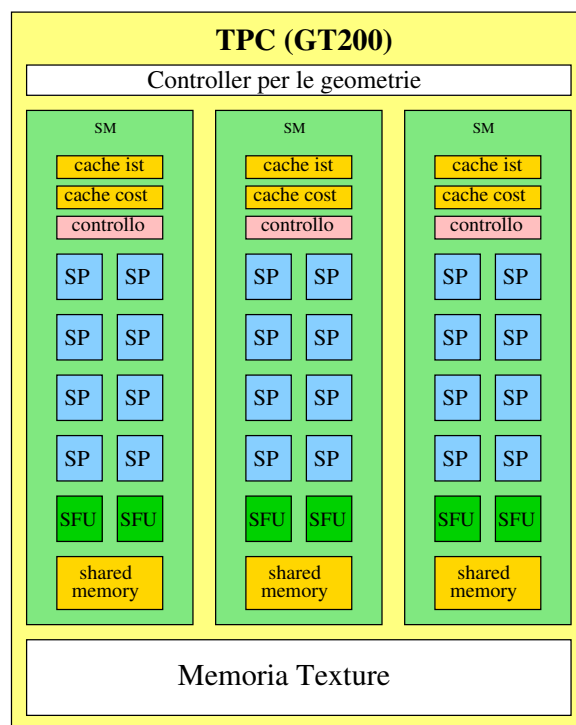 TPC (GT200)
Controller per le geometrie
SM
cache ist
cache cost
controllo
SP SP
SP SP
SP SP
SP SP
SFU SFU
shared
memory
SM
cache ist
cache cost
controllo
SP SP
SP SP
SP SP
SP SP
SFU SFU
shared
memory
SM
cache ist
cache cost
controllo
SP SP
SP SP
SP SP
SP SP
SFU SFU
shared
memory
Memoria Texture